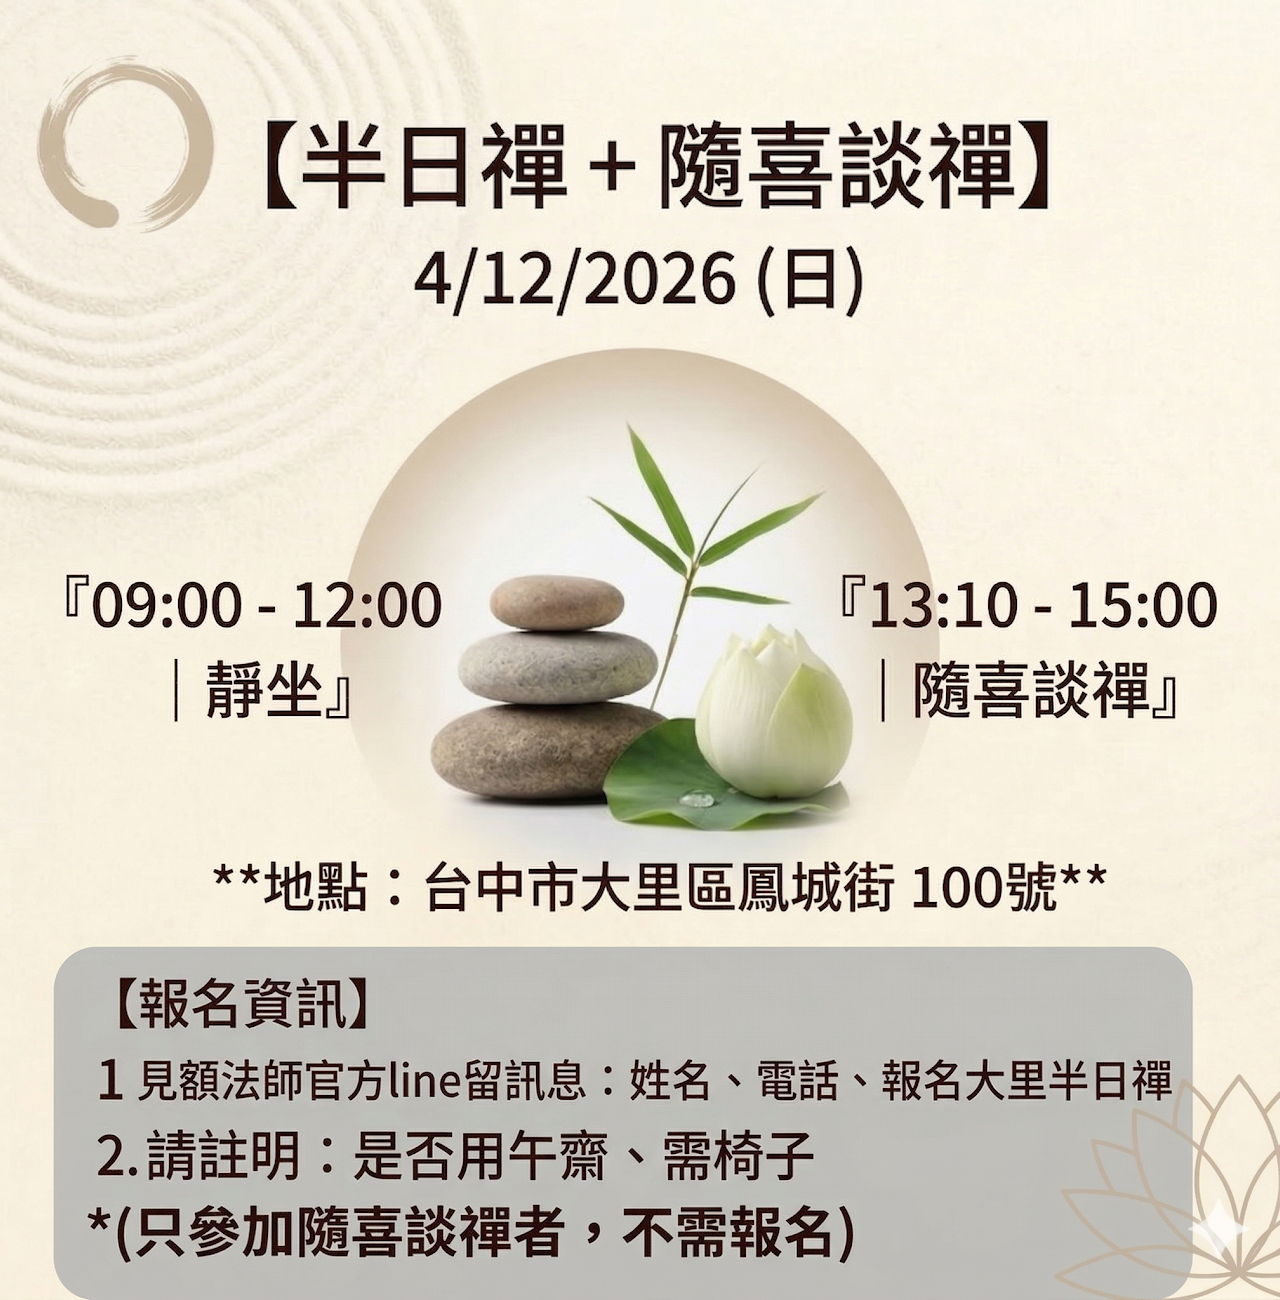 【半日禪 + 隨喜談禪】
4/12/2026 (日)
『09:00 - 12:00
｜靜坐』
『13:10 - 15:00
｜隨喜談禪』
**地點：台中市大里區鳳城街 100號**
【報名資訊】
1 見額法師官方line留訊息：姓名、電話、報名大里半日禪
2.請註明：是否用午齋、需椅子
*(只參加隨喜談禪者，不需報名)